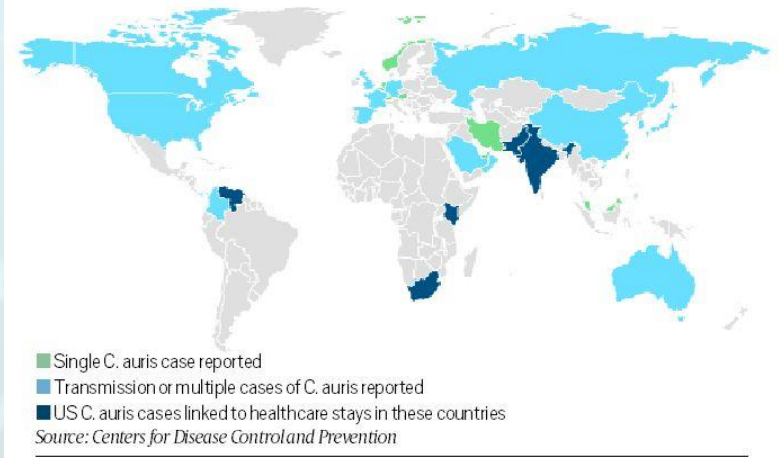 Single C. auris case reported
Transmission or multiple cases of C. auris reported
US C. auris cases linked to healthcare stays in these countries
Source: Centers for Disease Control and Prevention